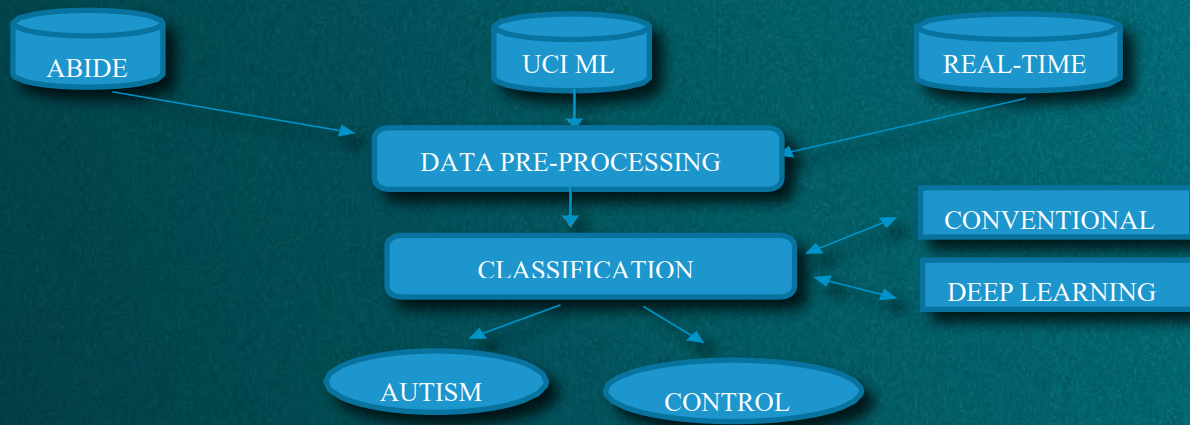 ABIDE
UCI ML
REAL-TIME
DATA PRE-PROCESSING
CONVENTIONAL
CLASSIFICATION
DEEP LEARNING
AUTISM
CONTROL